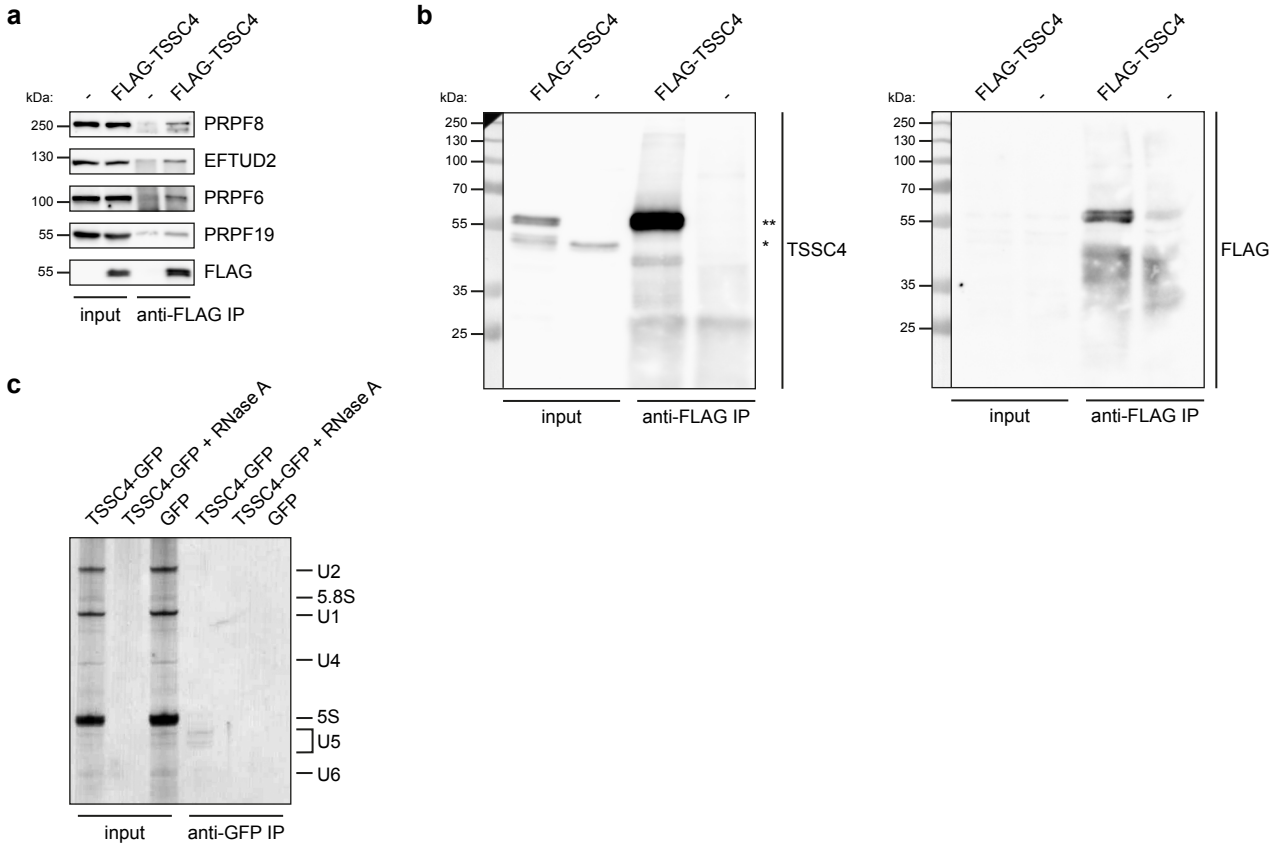 a
FLAG-TSSC4
FLAG-TSSC4
kDa:
-
-
250
PRPF8
130
EFTUD2
100
PRPF6
55
PRPF19
55
FLAG
input
anti-FLAG IP
b
FLAG-TSSC4
-
FLAG-TSSC4
-
kDa:
250
130
100
70
55
35
25
**
*
TSSC4
input
anti-FLAG IP
FLAG-TSSC4
-
FLAG-TSSC4
-
kDa:
250
130
100
70
55
35
25
FLAG
input
anti-FLAG IP
c
TSSC4-GFP
TSSC4-GFP + RNase A
GFP
TSSC4-GFP
TSSC4-GFP + RNase A
GFP
U2
5.8S
U1
U4
5S
U5
U6
input
anti-GFP IP